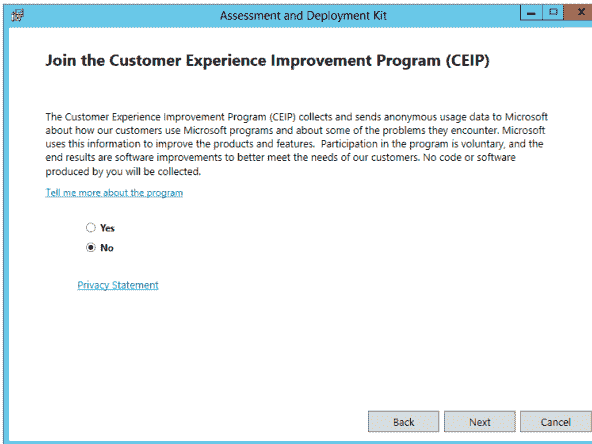 Assessment and Deployment Kit
Join the Customer Experience Improvement Program (CEIP)
The Customer Experience Improvement Program (CEIP) collects and sends anonymous usage data to Microsoft
about how our customers use Microsoft programs and about some of the problems they encounter. Microsoft
uses this information to improve the products and features. Participation in the program is voluntary, and the
end results are software improvements to better meet the needs of our customers. No code or software
produced by you will be collected.
Tell me more about the program
Yes
No
Privacy Statement
Back Next Cancel